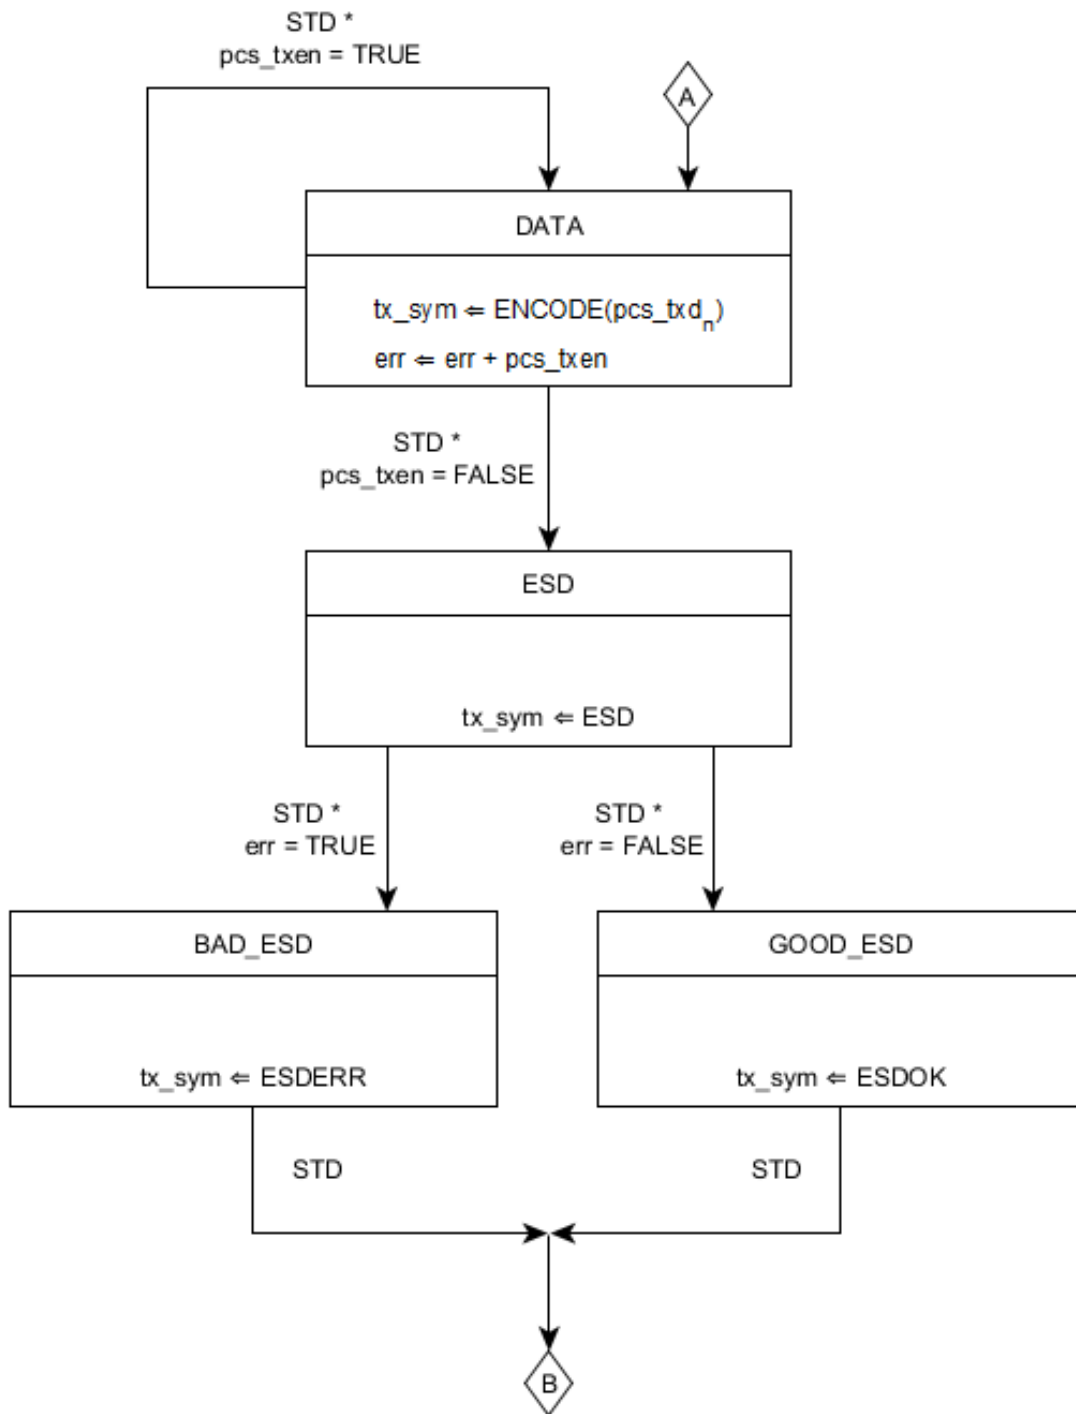 STD *
pcs_txen = TRUE
A
DATA
tx_sym ⇐ ENCODE(pcs_txdₙ)
err ⇐ err + pcs_txen
STD *
pcs_txen = FALSE
ESD
tx_sym ⇐ ESD
STD *
err = TRUE
STD *
err = FALSE
BAD_ESD
tx_sym ⇐ ESDERR
GOOD_ESD
tx_sym ⇐ ESDOK
STD
STD
B